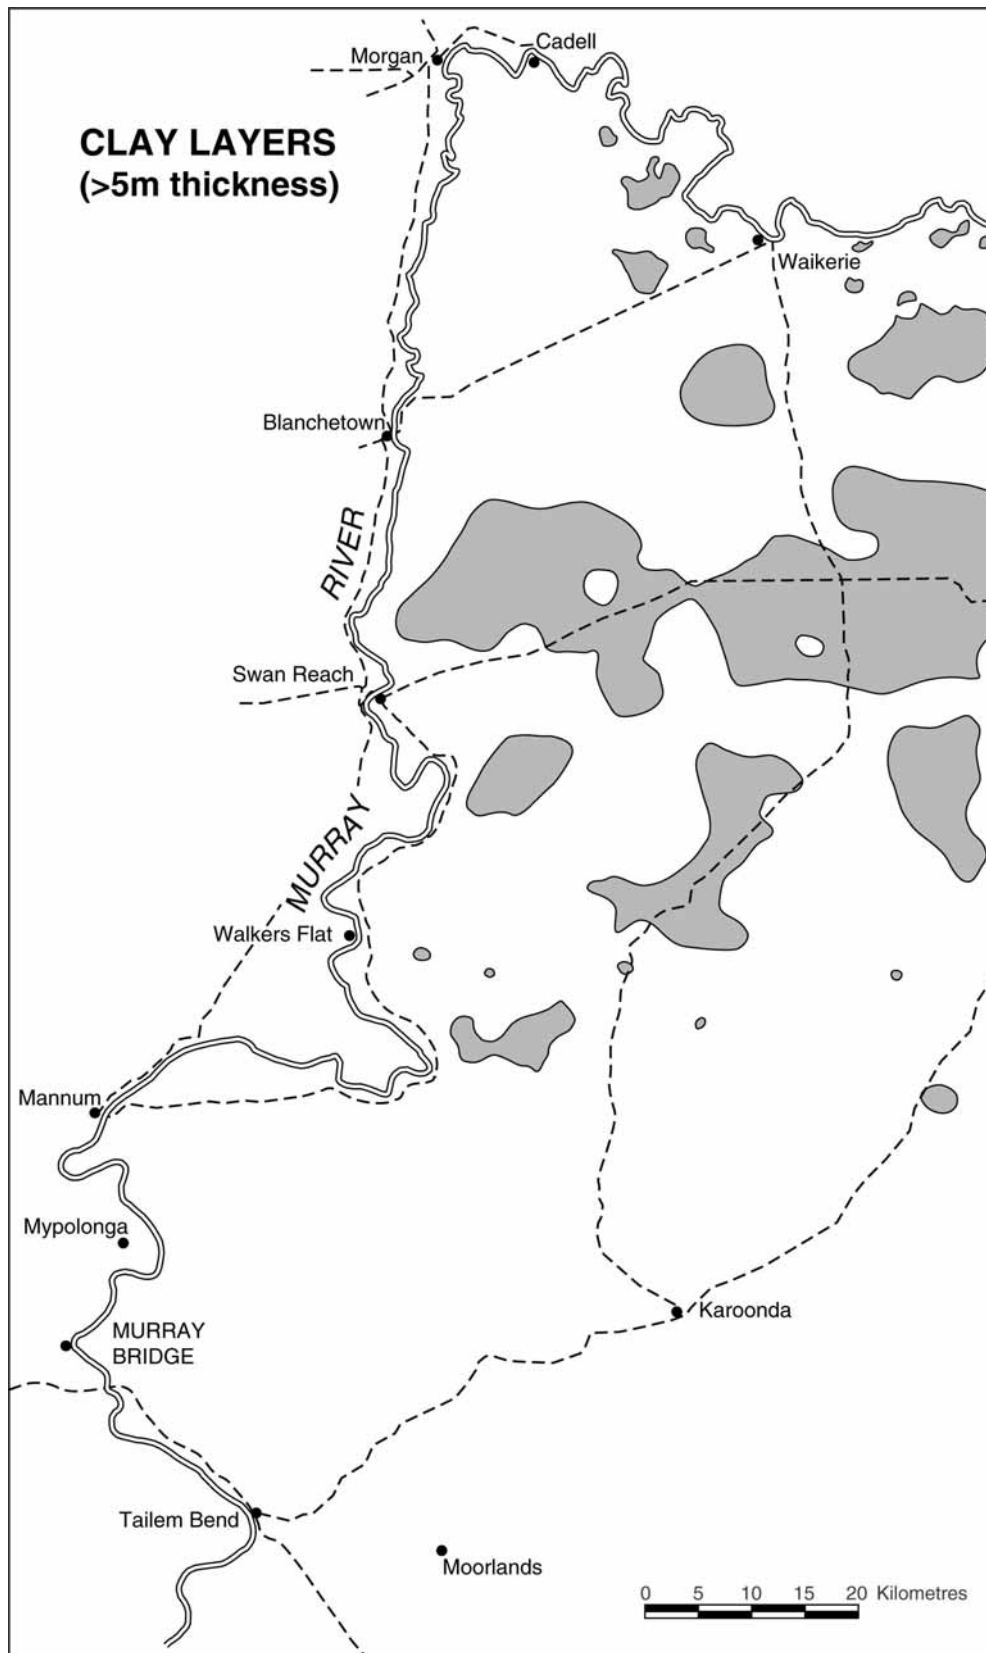 Morgan
Cadell
CLAY LAYERS
(>5m thickness)
Waikerie
Blanchetown
RIVER
Swan Reach
MURRAY
Walkers Flat
Mannum
Mypolonga
Karoonda
MURRAY
BRIDGE
Tailem Bend
Moorlands
0 5 10 15 20 Kilometres